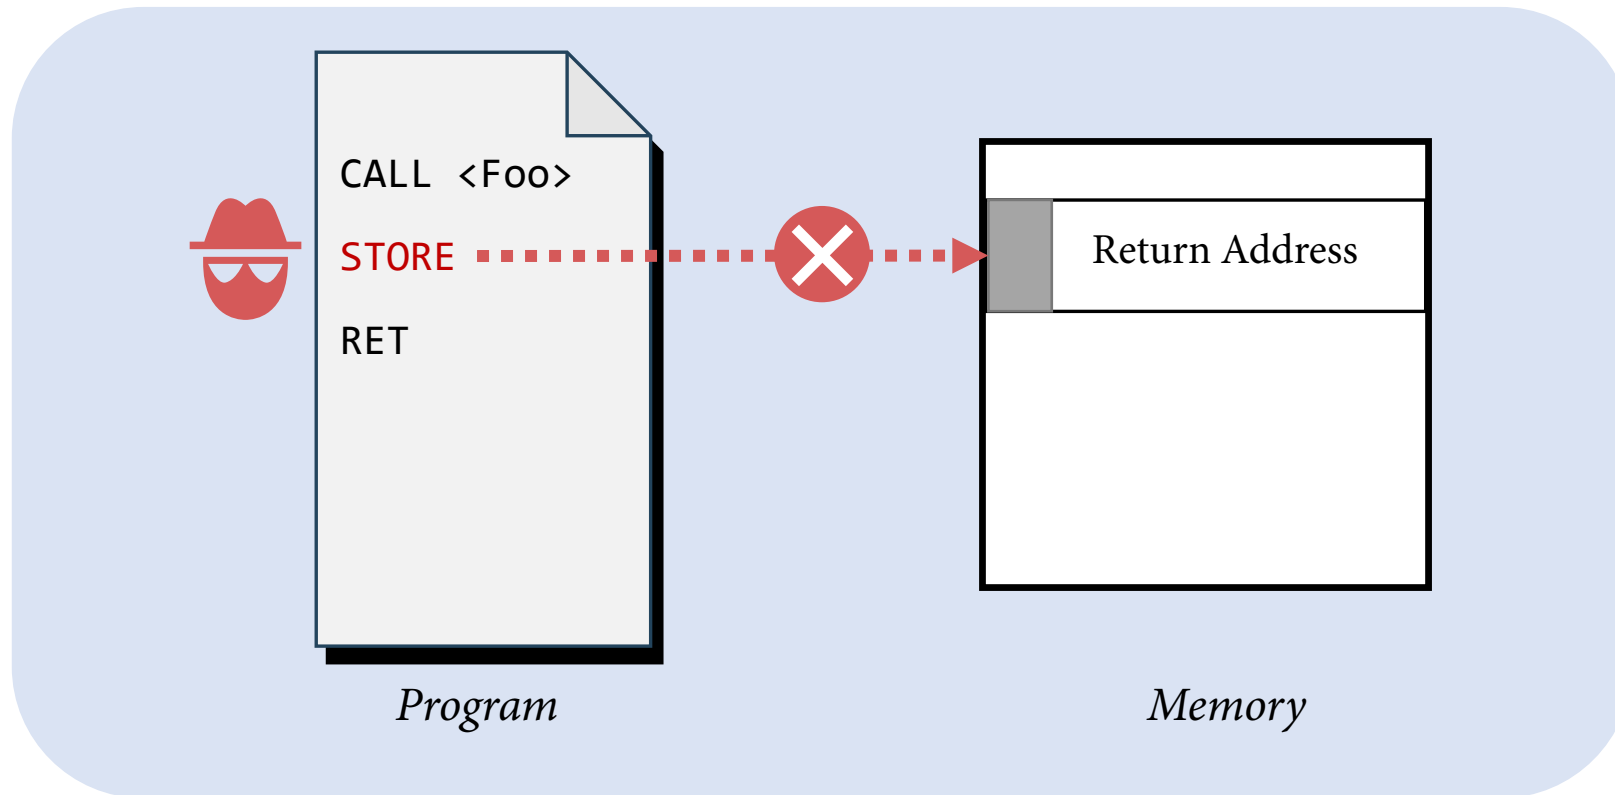 CALL <Foo>
STORE
RET
Return Address
Program
Memory